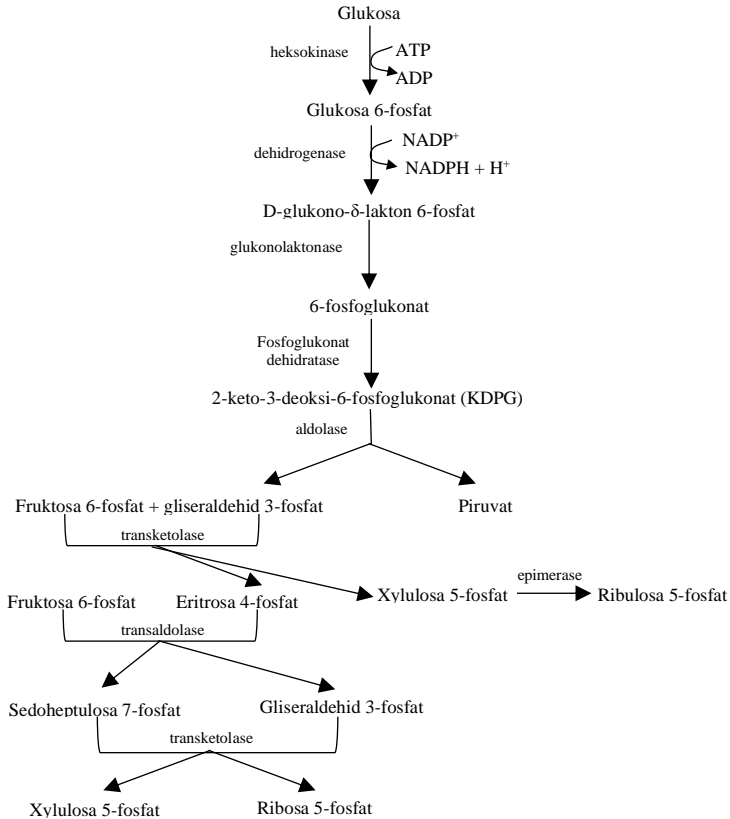 Glukosa
heksokinase
ATP
ADP
Glukosa 6-fosfat
dehidrogenase
NADP⁺
NADPH + H⁺
D-glukono-δ-lakton 6-fosfat
glukonolaktonase
6-fosfoglukonat
Fosfoglukonat
dehidratase
2-keto-3-deoksi-6-fosfoglukonat (KDPG)
aldolase
Fruktosa 6-fosfat + gliseraldehid 3-fosfat
Piruvat
transketolase
Fruktosa 6-fosfat
Eritrosa 4-fosfat
Xylulosa 5-fosfat
epimerase
Ribulosa 5-fosfat
transaldolase
Sedoheptulosa 7-fosfat
Gliseraldehid 3-fosfat
transketolase
Xylulosa 5-fosfat
Ribosa 5-fosfat